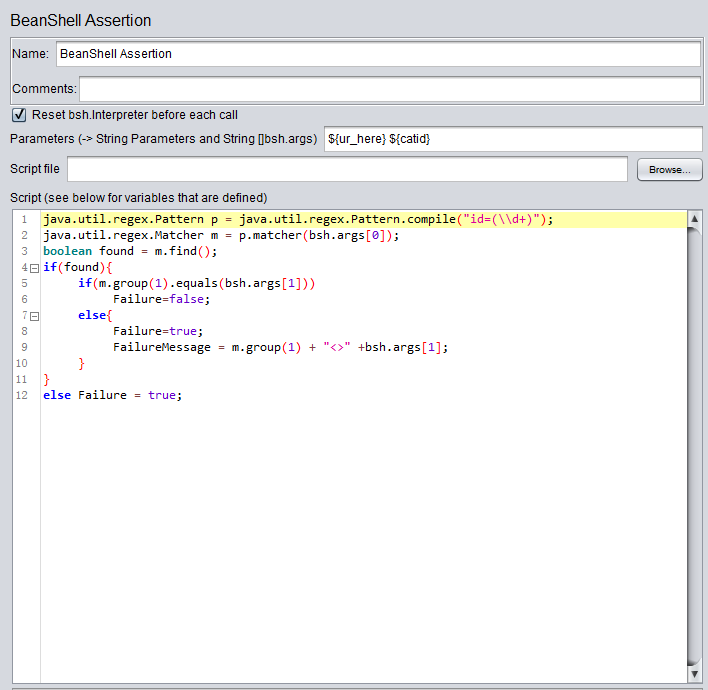 BeanShell Assertion
Name: BeanShell Assertion
Comments:
Reset bsh.Interpreter before each call
Parameters (-> String Parameters and String []bsh.args) ${ur_here} ${catid}
Script file Browse...
Script (see below for variables that are defined)
1 java.util.regex.Pattern p = java.util.regex.Pattern.compile("id=(\\d+)");
2 java.util.regex.Matcher m = p.matcher(bsh.args[0]);
3 boolean found = m.find();
4 if(found){
5 if(m.group(1).equals(bsh.args[1]))
6 Failure=false;
7 else{
8 Failure=true;
9 FailureMessage = m.group(1) + "<>" +bsh.args[1];
10 }
11 }
12 else Failure = true;